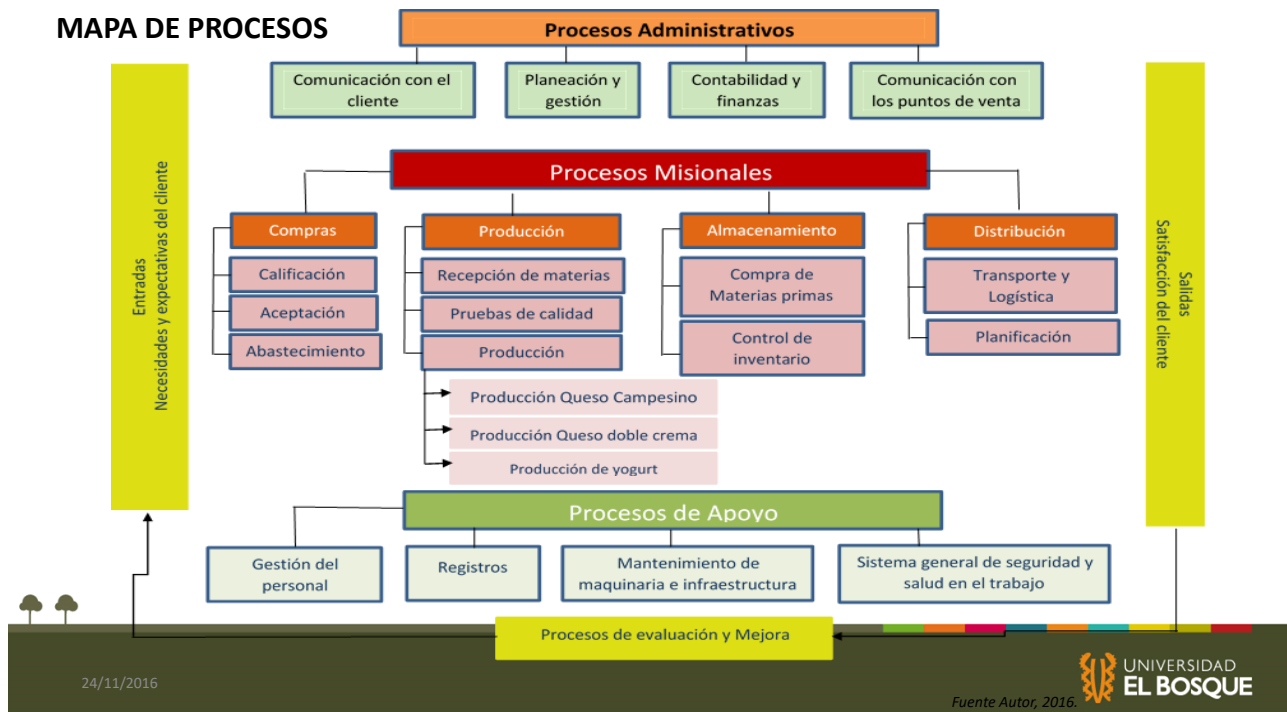 MAPA DE PROCESOS
Procesos Administrativos
Comunicación con el
cliente
Planeación y
gestión
Contabilidad y
finanzas
Comunicación con
los puntos de venta
Entradas
Necesidades y expectativas del cliente
Procesos Misionales
Compras
Calificación
Aceptación
Abastecimiento
Producción
Recepción de materias
Pruebas de calidad
Producción
Producción Queso Campesino
Producción Queso doble crema
Producción de yogurt
Almacenamiento
Compra de
Materias primas
Control de
inventario
Distribución
Transporte y
Logística
Planificación
Salidas
Satisfacción del cliente
Procesos de Apoyo
Gestión del
personal
Registros
Mantenimiento de
maquinaria e infraestructura
Sistema general de seguridad y
salud en el trabajo
Procesos de evaluación y Mejora
24/11/2016
Fuente Autor, 2016.
UNIVERSIDAD
EL BOSQUE